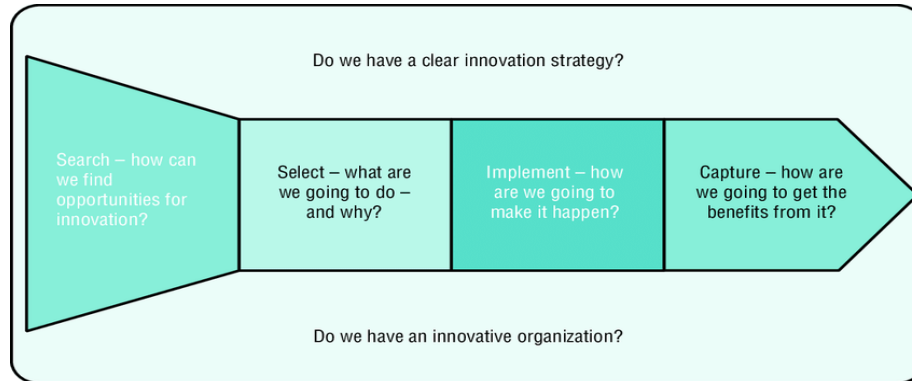 Do we have a clear innovation strategy?
Search – how can
we find
opportunities for
innovation?
Select – what are
we going to do –
and why?
Implement – how
are we going to
make it happen?
Capture – how are
we going to get the
benefits from it?
Do we have an innovative organization?